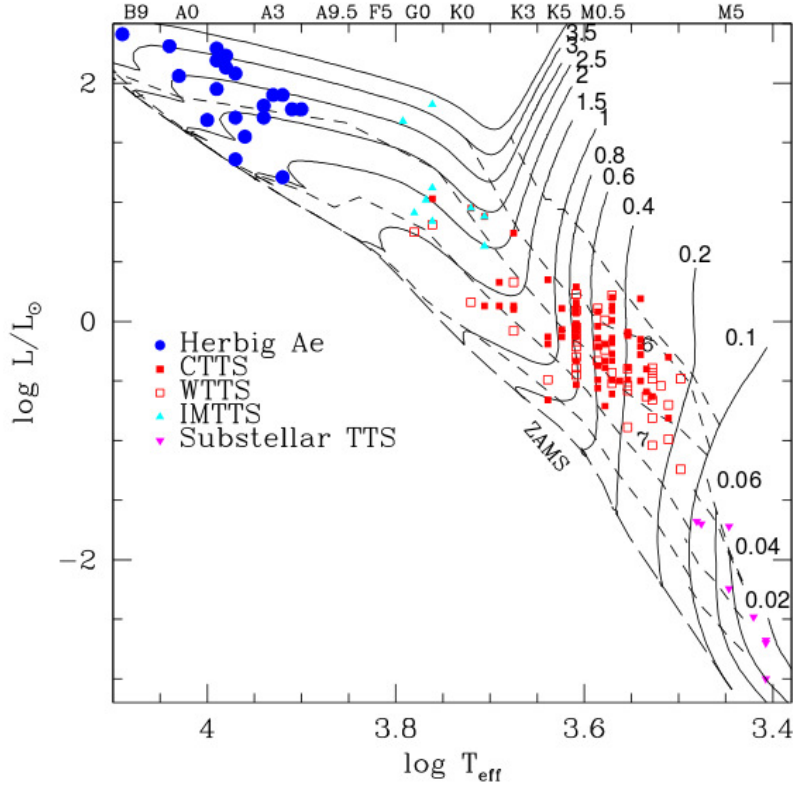 B9 A0 A3 A9.5 F5 G0 K0 K3 K5 M0.5 M5
3.5
3
2.5
2
1.5
1
0.8
0.6
0.4
0.2
0.1
0.06
0.04
0.02
6
7
2
0
−2
log L/L☉
Herbig Ae
CTTS
WTTS
IMTTS
Substellar TTS
ZAMS
4 3.8 3.6 3.4
log T_eff